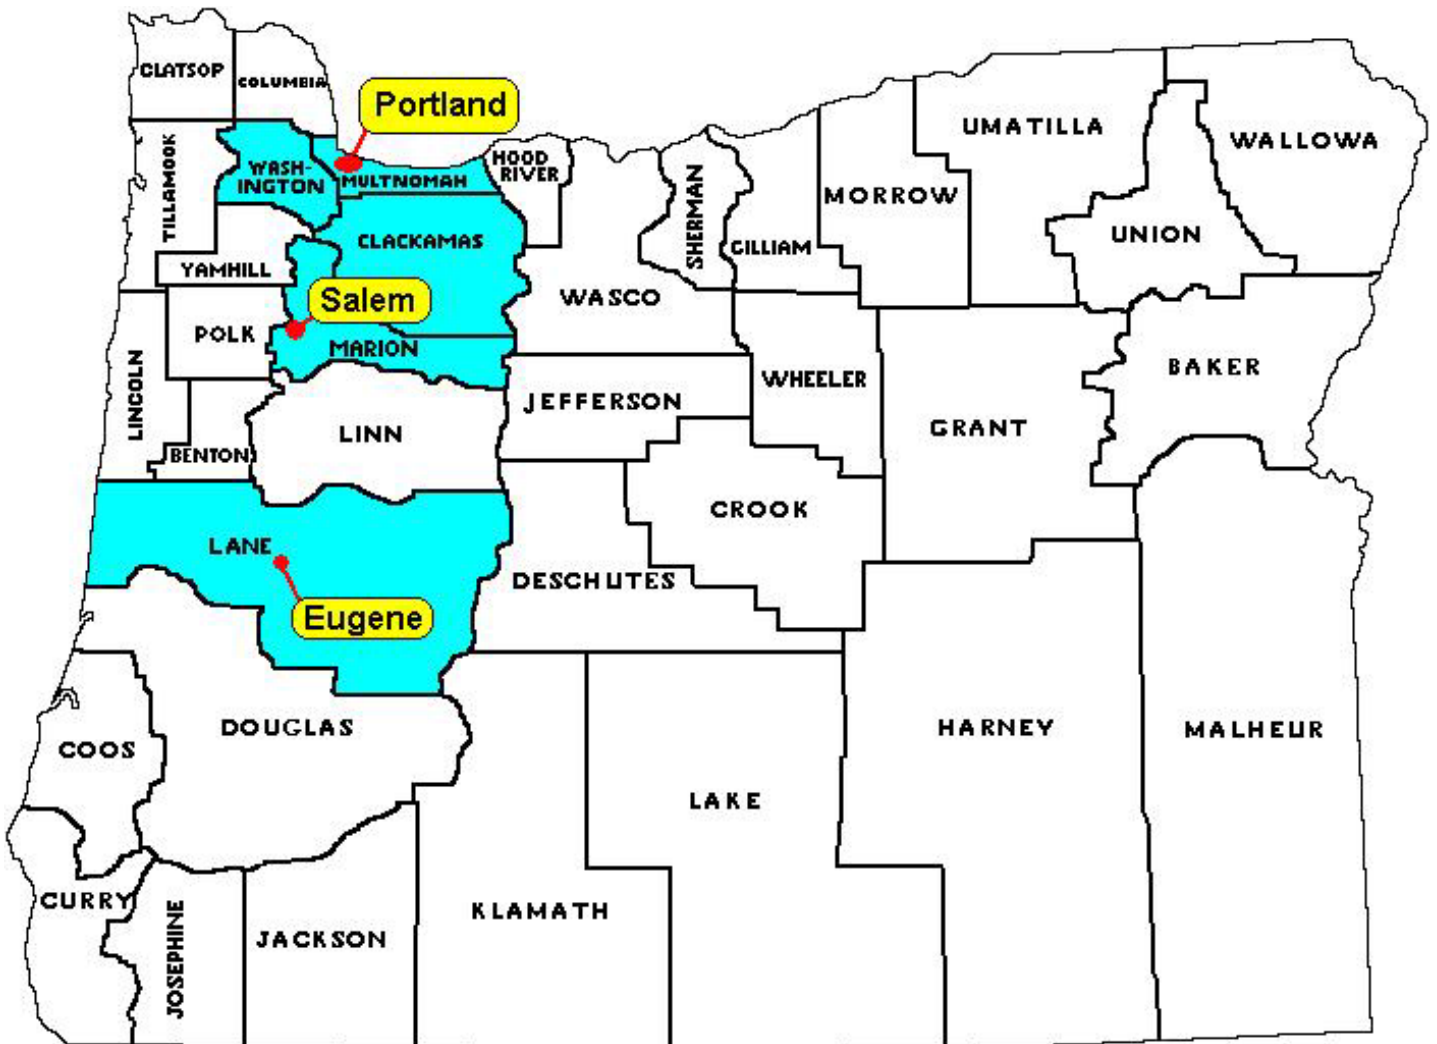 CLATSOP
COLUMBIA
Portland
TILLAMOOK
WASH-
INGTON
MULTNOMAH
HOOD
RIVER
SHERMAN
GILLIAM
MORROW
UMATILLA
UNION
WALLOWA
YAMHILL
CLACKAMAS
WASCO
Salem
POLK
MARION
LINCOLN
BENTON
LINN
JEFFERSON
WHEELER
GRANT
BAKER
CROOK
LANE
Eugene
DESCHUTES
COOS
DOUGLAS
LAKE
HARNEY
MALHEUR
CURRY
JOSEPHINE
JACKSON
KLAMATH